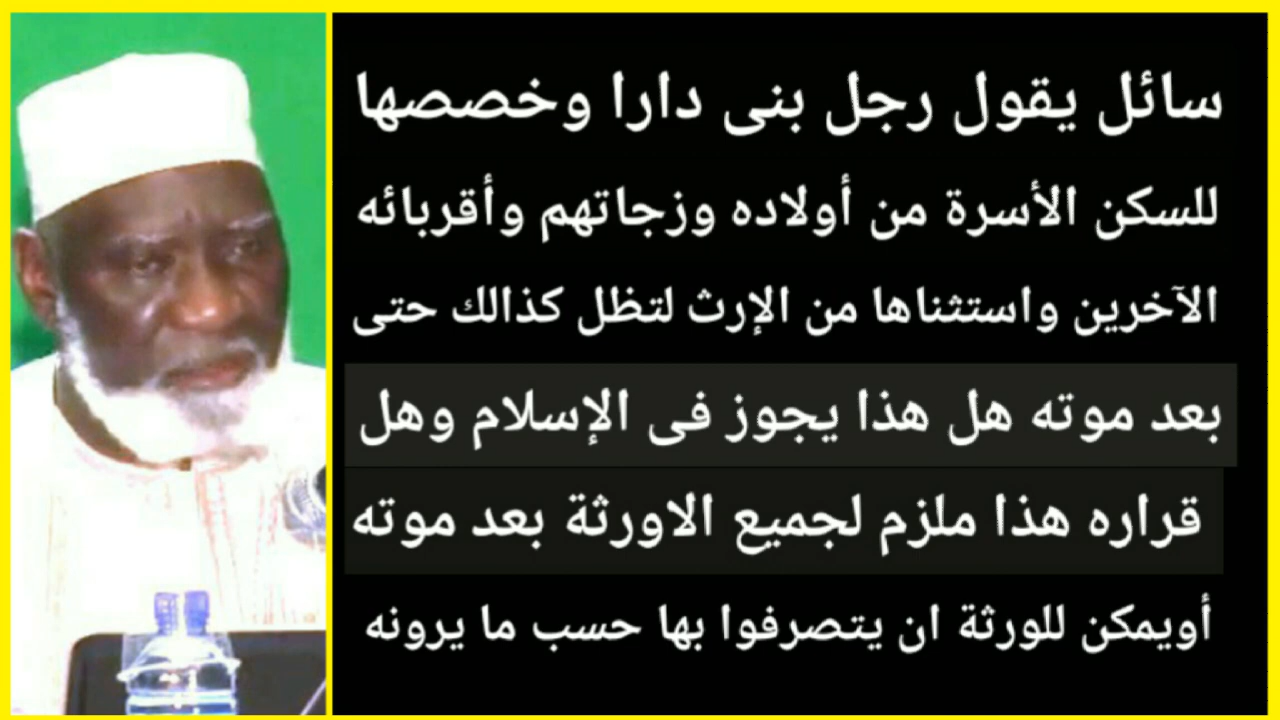 سائل يقول رجل بنى دارا وخصصها
للسكن الأسرة من أولاده وزجاتهم وأقربائه
الآخرين واستثناها من الإرث لتظل كذالك حتى
بعد موته هل هذا يجوز فى الإسلام وهل
قراره هذا ملزم لجميع الاورثة بعد موته
أويمكن للورثة ان يتصرفوا بها حسب ما يرونه